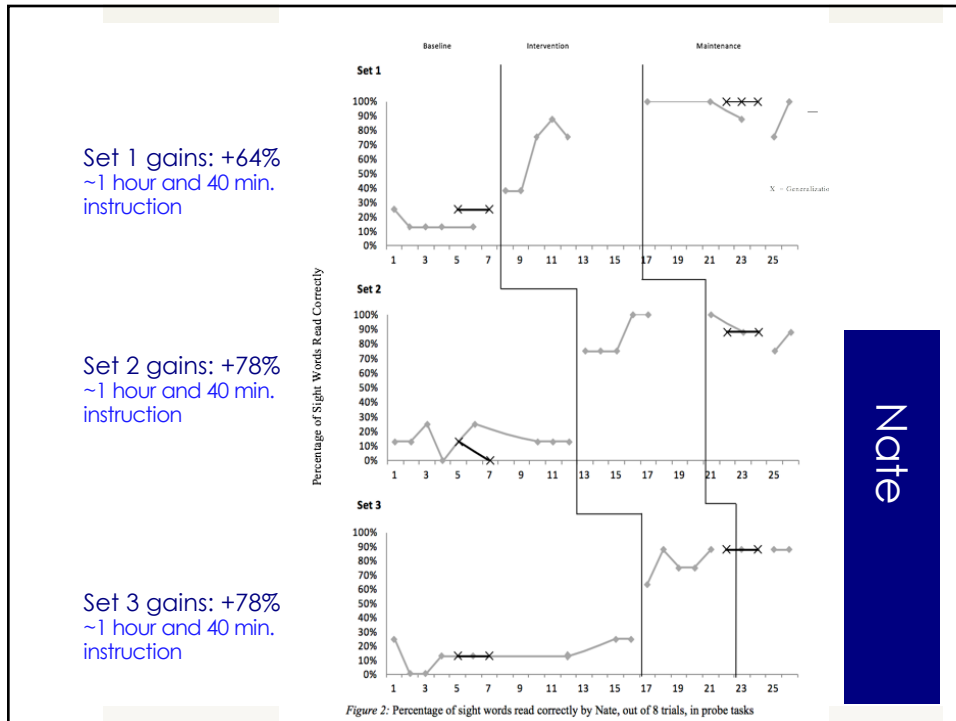 Baseline Intervention Maintenance
Set 1
100%
90%
80%
70%
60%
50%
40%
30%
20%
10%
0%
1 3 5 7 9 11 13 15 17 19 21 23 25
X = Generalizatio
Set 1 gains: +64%
~1 hour and 40 min.
instruction
Percentage of Sight Words Read Correctly
Set 2
100%
90%
80%
70%
60%
50%
40%
30%
20%
10%
0%
1 3 5 7 9 11 13 15 17 19 21 23 25
Set 2 gains: +78%
~1 hour and 40 min.
instruction
Nate
Set 3
100%
90%
80%
70%
60%
50%
40%
30%
20%
10%
0%
1 3 5 7 9 11 13 15 17 19 21 23 25
Set 3 gains: +78%
~1 hour and 40 min.
instruction
Figure 2: Percentage of sight words read correctly by Nate, out of 8 trials, in probe tasks